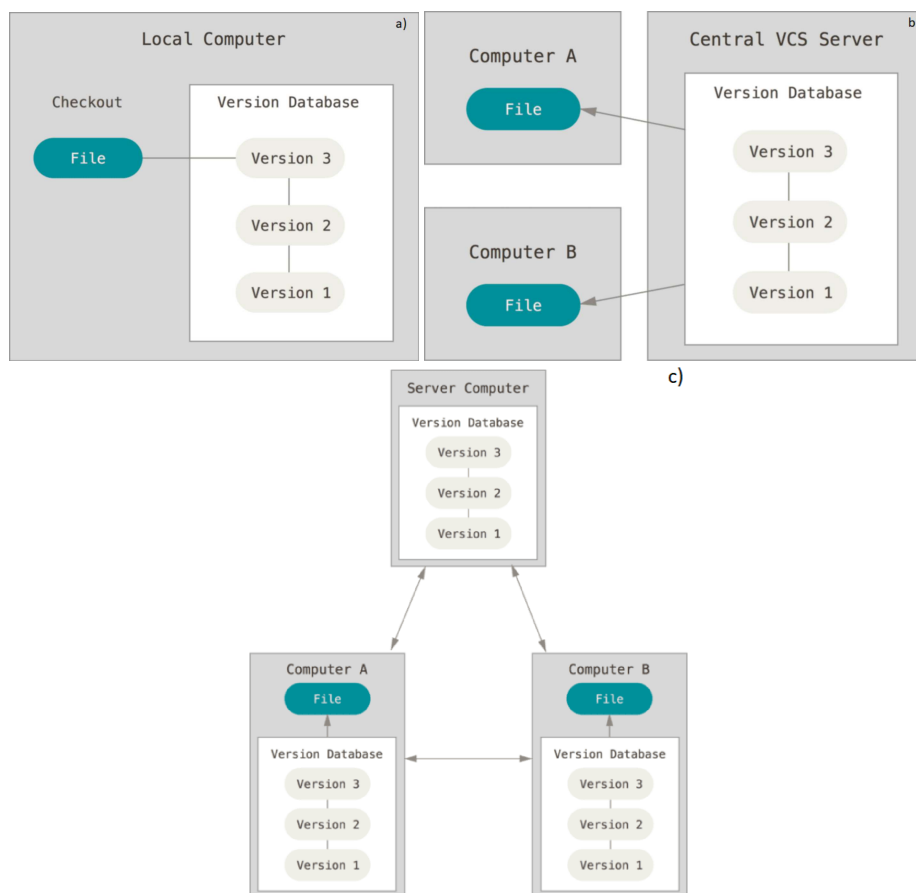 a)
Local Computer
Checkout
File
Version Database
Version 3
Version 2
Version 1
Computer A
File
Computer B
File
b
Central VCS Server
Version Database
Version 3
Version 2
Version 1
c)
Server Computer
Version Database
Version 3
Version 2
Version 1
Computer A
File
Version Database
Version 3
Version 2
Version 1
Computer B
File
Version Database
Version 3
Version 2
Version 1